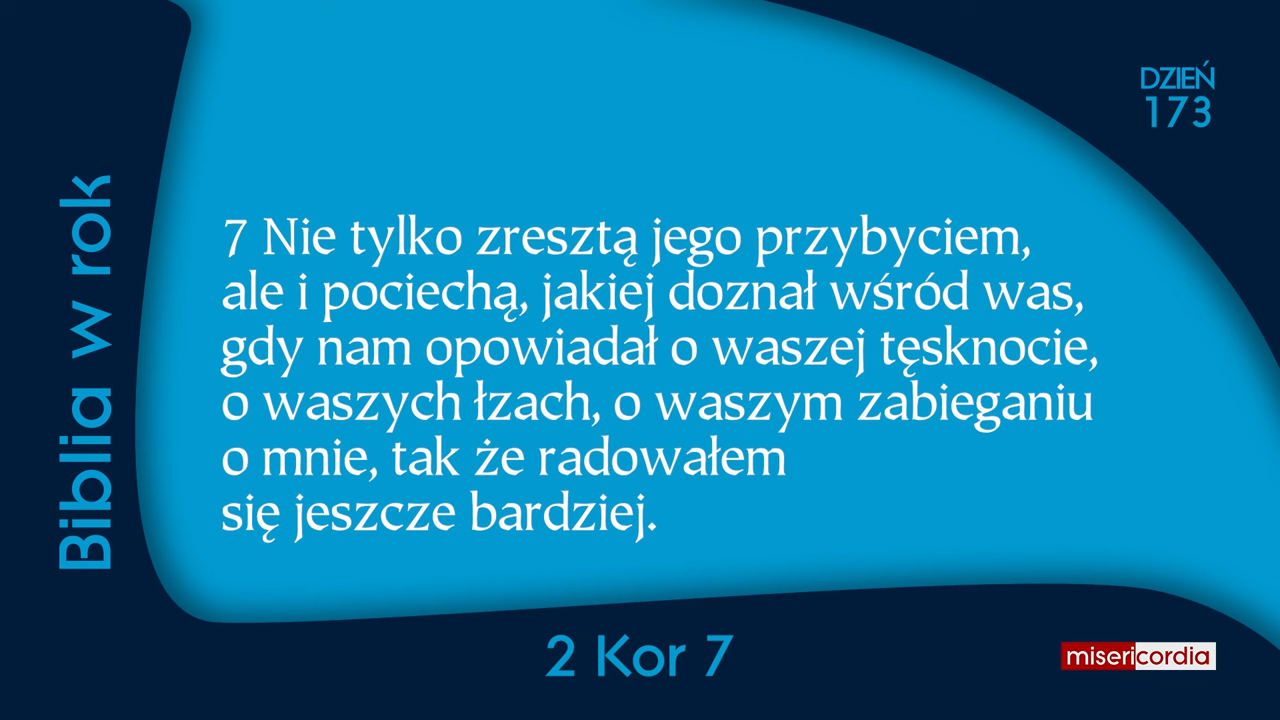 DZIEŃ
173
Biblia w rok
7 Nie tylko zresztą jego przybyciem,
ale i pociechą, jakiej doznał wśród was,
gdy nam opowiadał o waszej tęsknocie,
o waszych łzach, o waszym zabieganiu
o mnie, tak że radowałem
się jeszcze bardziej.
2 Kor 7
misericordia